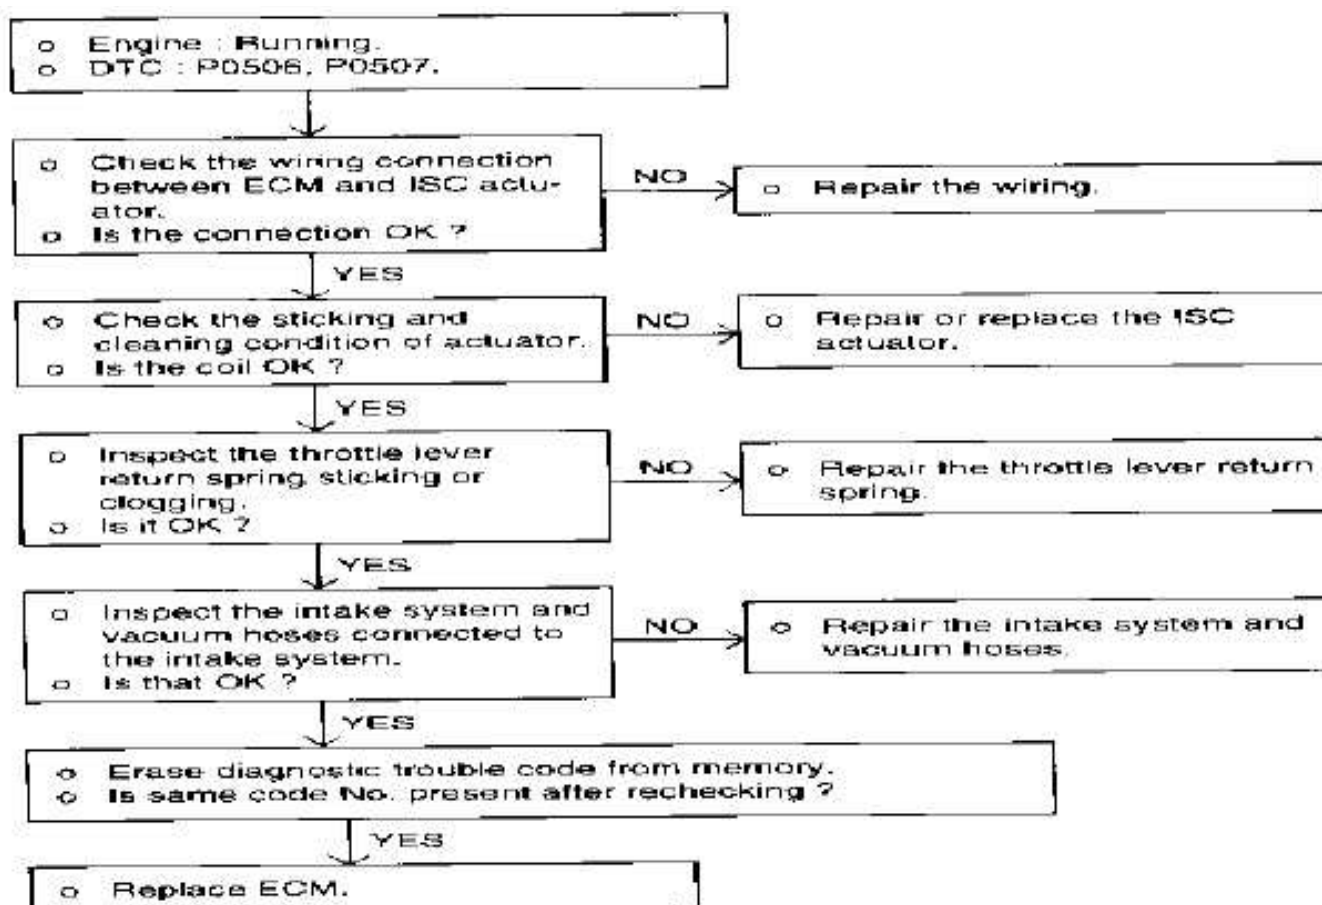 o Engine : Running.
o DTC : P0506, P0507.
o Check the wiring connection
between ECM and ISC actu-
ator.
o Is the connection OK ?
NO
o Repair the wiring.
YES
o Check the sticking and
cleaning condition of actuator.
o Is the coil OK ?
NO
o Repair or replace the ISC
actuator.
YES
o Inspect the throttle lever
return spring sticking or
clogging.
o Is it OK ?
NO
o Repair the throttle lever return
spring.
YES
o Inspect the intake system and
vacuum hoses connected to
the intake system.
o Is that OK ?
NO
o Repair the intake system and
vacuum hoses.
YES
o Erase diagnostic trouble code from memory.
o Is same code No. present after rechecking ?
YES
o Replace ECM.